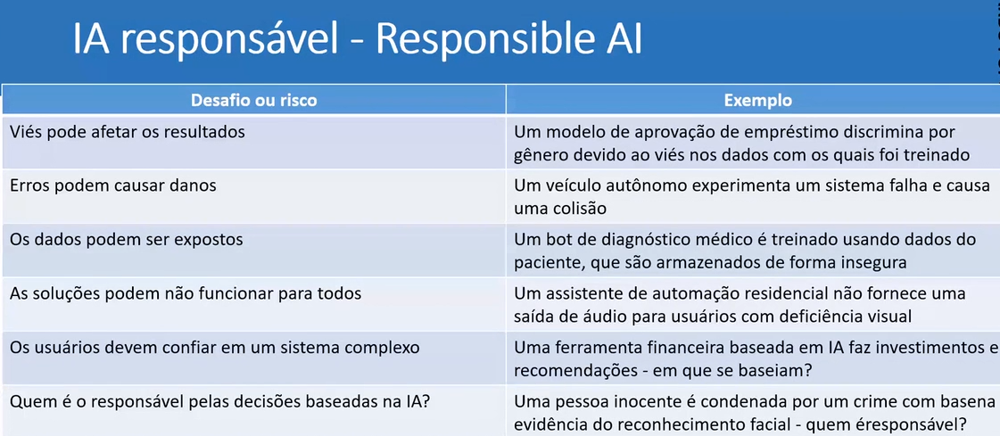 IA responsável - Responsible AI
Desafio ou risco
Exemplo
Viés pode afetar os resultados
Um modelo de aprovação de empréstimo discrimina por
gênero devido ao viés nos dados com os quais foi treinado
Erros podem causar danos
Um veículo autônomo experimenta um sistema falha e causa
uma colisão
Os dados podem ser expostos
Um bot de diagnóstico médico é treinado usando dados do
paciente, que são armazenados de forma insegura
As soluções podem não funcionar para todos
Um assistente de automação residencial não fornece uma
saída de áudio para usuários com deficiência visual
Os usuários devem confiar em um sistema complexo
Uma ferramenta financeira baseada em IA faz investimentos e
recomendações - em que se baseiam?
Quem é o responsável pelas decisões baseadas na IA?
Uma pessoa inocente é condenada por um crime com basena
evidência do reconhecimento facial - quem éresponsável?